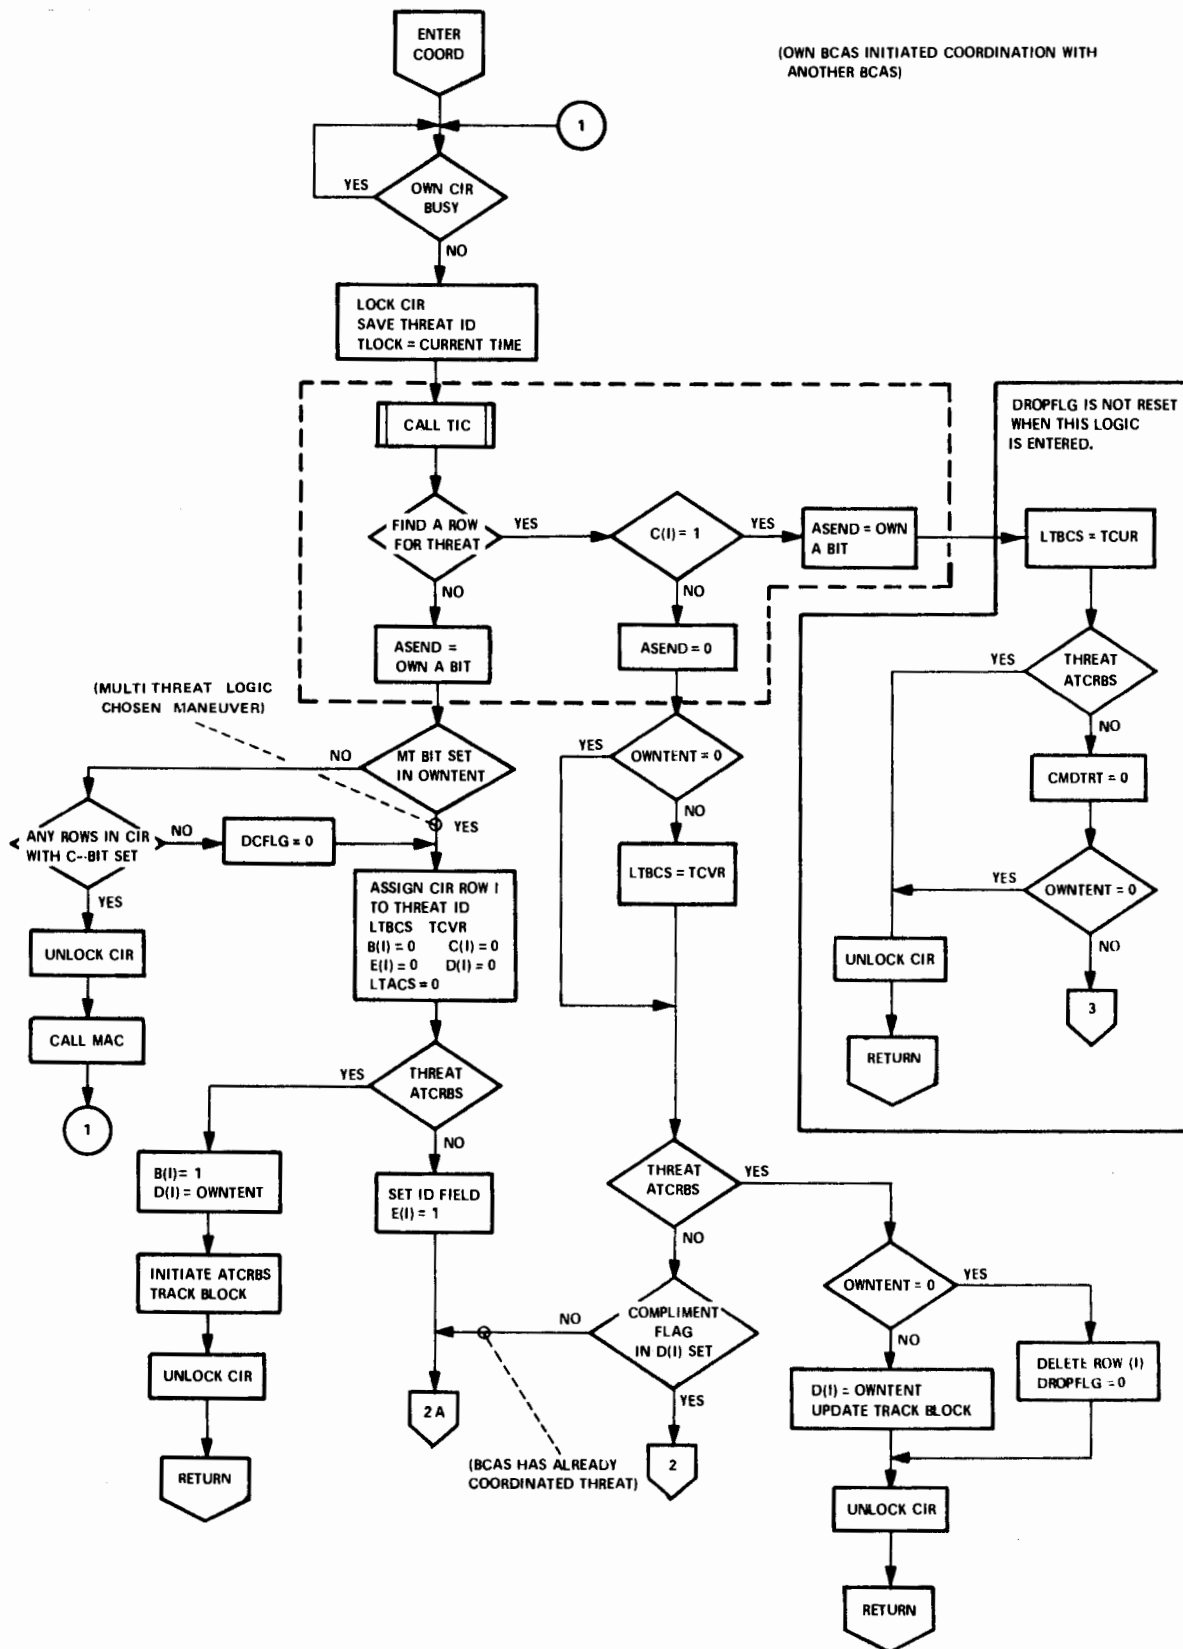 ENTER
COORD
(OWN BCAS INITIATED COORDINATION WITH
ANOTHER BCAS)
1
YES
OWN CIR
BUSY
NO
LOCK CIR
SAVE THREAT ID
TLOCK = CURRENT TIME
CALL TIC
DROPFLG IS NOT RESET
WHEN THIS LOGIC
IS ENTERED.
FIND A ROW
FOR THREAT
YES
C(I) = 1
YES
ASEND = OWN
A BIT
LTBCS = TCUR
NO
NO
ASEND =
OWN A BIT
ASEND = 0
YES
THREAT
ATCRBS
NO
(MULTI THREAT LOGIC
CHOSEN MANEUVER)
NO
MT BIT SET
IN OWNTENT
YES
YES
OWNTENT = 0
NO
CMDTRT = 0
ANY ROWS IN CIR
WITH C--BIT SET
NO
DCFLG = 0
YES
LTBCS = TCVR
YES
OWNTENT = 0
NO
ASSIGN CIR ROW I
TO THREAT ID
LTBCS TCVR
B(I) = 0 C(I) = 0
E(I) = 0 D(I) = 0
LTACS = 0
UNLOCK CIR
UNLOCK CIR
3
CALL MAC
RETURN
1
YES
THREAT
ATCRBS
NO
B(I) = 1
D(I) = OWNTENT
SET ID FIELD
E(I) = 1
THREAT
ATCRBS
YES
NO
INITIATE ATCRBS
TRACK BLOCK
OWNTENT = 0
YES
NO
NO
COMPLIMENT
FLAG
IN D(I) SET
YES
UNLOCK CIR
D(I) = OWNTENT
UPDATE TRACK BLOCK
DELETE ROW (I)
DROPFLG = 0
2A
2
RETURN
(BCAS HAS ALREADY
COORDINATED THREAT)
UNLOCK CIR
RETURN